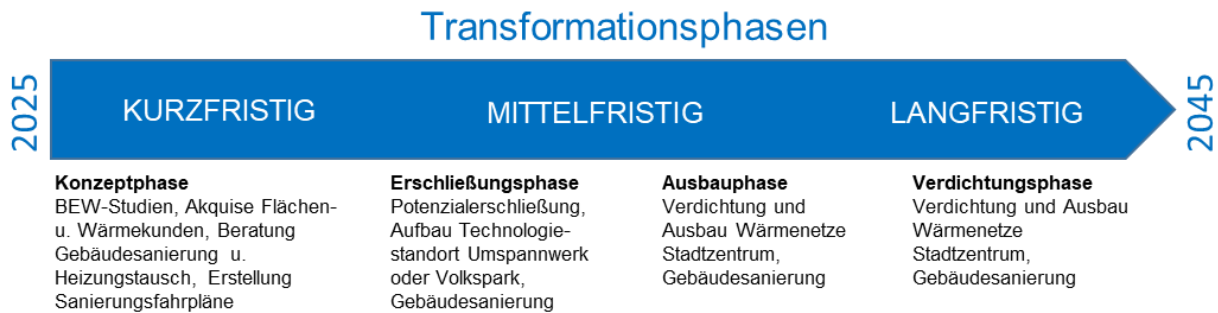 Transformationsphasen
2025
KURZFRISTIG
MITTELFRISTIG
LANGFRISTIG
2045
Konzeptphase
BEW-Studien, Akquise Flächen-
u. Wärmekunden, Beratung
Gebäudesanierung u.
Heizungstausch, Erstellung
Sanierungsfahrpläne
Erschließungsphase
Potenzialerschließung,
Aufbau Technologie-
standort Umspannwerk
oder Volkspark,
Gebäudesanierung
Ausbauphase
Verdichtung und
Ausbau Wärmenetze
Stadtzentrum,
Gebäudesanierung
Verdichtungsphase
Verdichtung und Ausbau
Wärmenetze
Stadtzentrum,
Gebäudesanierung